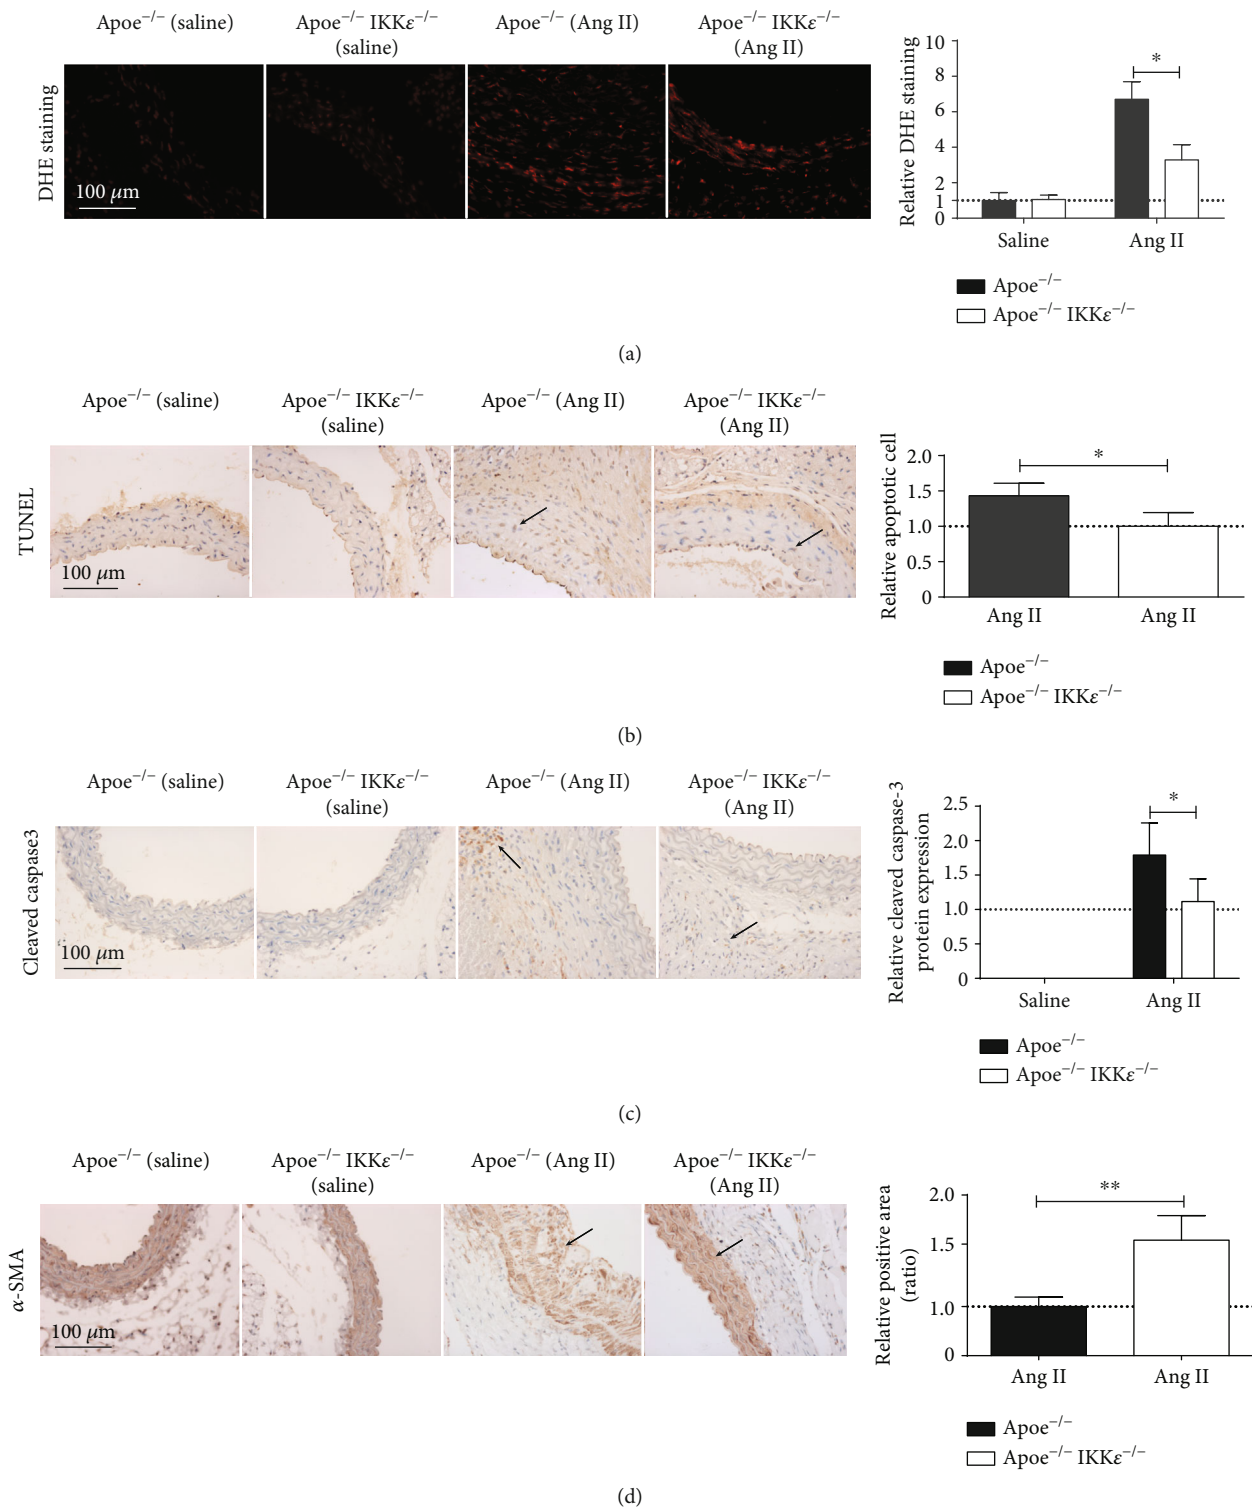 Apoe−/− (saline)
Apoe−/− IKKε−/−
(saline)
Apoe−/− (Ang II)
Apoe−/− IKKε−/−
(Ang II)
DHE staining
100 μm
Relative DHE staining
10
8
6
4
2
1
0
*
Saline
Ang II
Apoe−/−
Apoe−/− IKKε−/−
(a)
Apoe−/− (saline)
Apoe−/− IKKε−/−
(saline)
Apoe−/− (Ang II)
Apoe−/− IKKε−/−
(Ang II)
TUNEL
100 μm
Relative apoptotic cell
2.0
1.5
1.0
0.5
0
*
Ang II
Ang II
Apoe−/−
Apoe−/− IKKε−/−
(b)
Apoe−/− (saline)
Apoe−/− IKKε−/−
(saline)
Apoe−/− (Ang II)
Apoe−/− IKKε−/−
(Ang II)
Cleaved caspase3
100 μm
Relative cleaved caspase-3
protein expression
2.5
2.0
1.5
1.0
0.5
0
*
Saline
Ang II
Apoe−/−
Apoe−/− IKKε−/−
(c)
Apoe−/− (saline)
Apoe−/− IKKε−/−
(saline)
Apoe−/− (Ang II)
Apoe−/− IKKε−/−
(Ang II)
α-SMA
100 μm
Relative positive area
(ratio)
2.0
1.5
1.0
0
**
Ang II
Ang II
Apoe−/−
Apoe−/− IKKε−/−
(d)